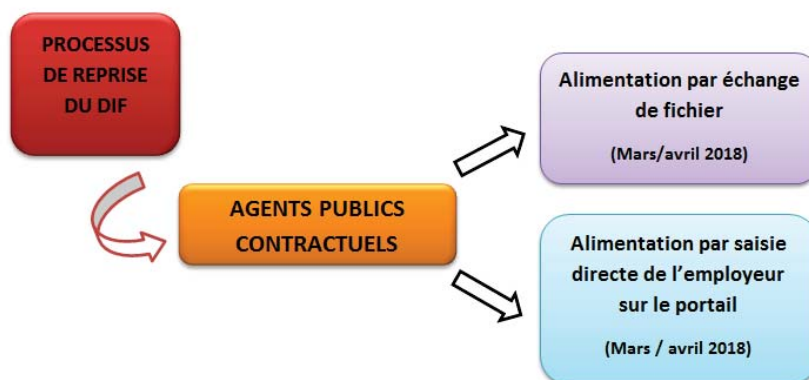 PROCESSUS
DE REPRISE
DU DIF
AGENTS PUBLICS
CONTRACTUELS
Alimentation par échange
de fichier
(Mars/avril 2018)
Alimentation par saisie
directe de l’employeur
sur le portail
(Mars / avril 2018)